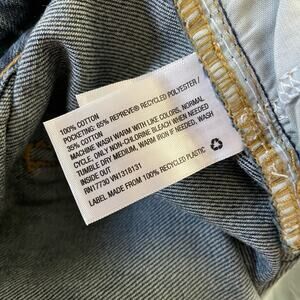 100% COTTON
POCKETING: 65% REPREVE® RECYCLED POLYESTER /
35% COTTON
MACHINE WASH WARM WITH LIKE COLORS, NORMAL
CYCLE. ONLY NON-CHLORINE BLEACH WHEN NEEDED
TUMBLE DRY MEDIUM, WARM IRON IF NEEDED. WASH
INSIDE OUT
RN17730 VN1318131
LABEL MADE FROM 100% RECYCLED PLASTIC